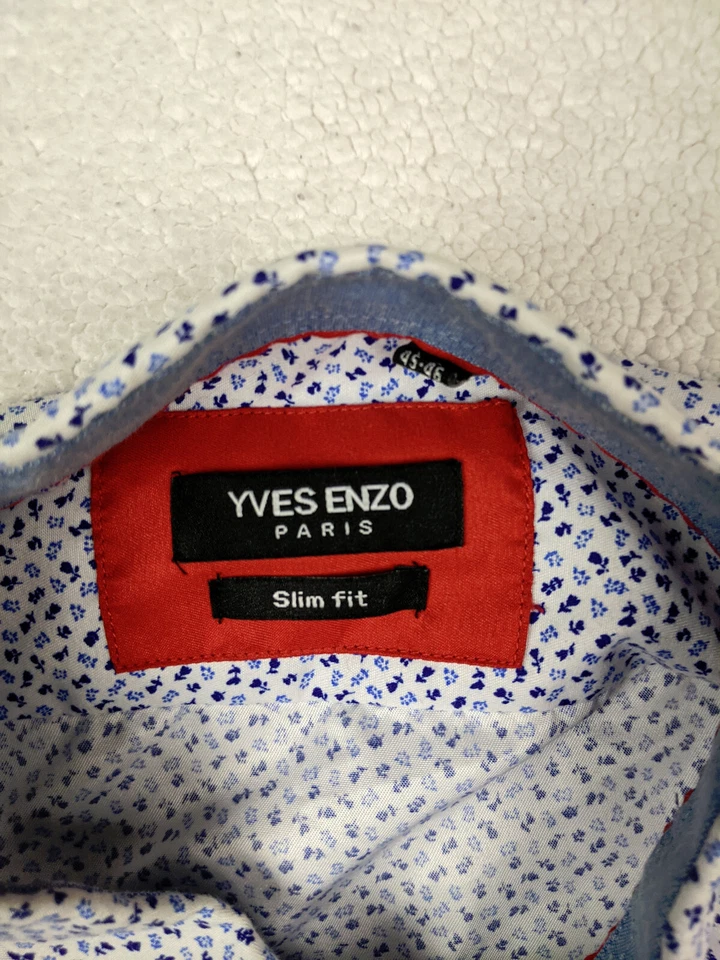 45-46
YVES ENZO
PARIS
Slim fit